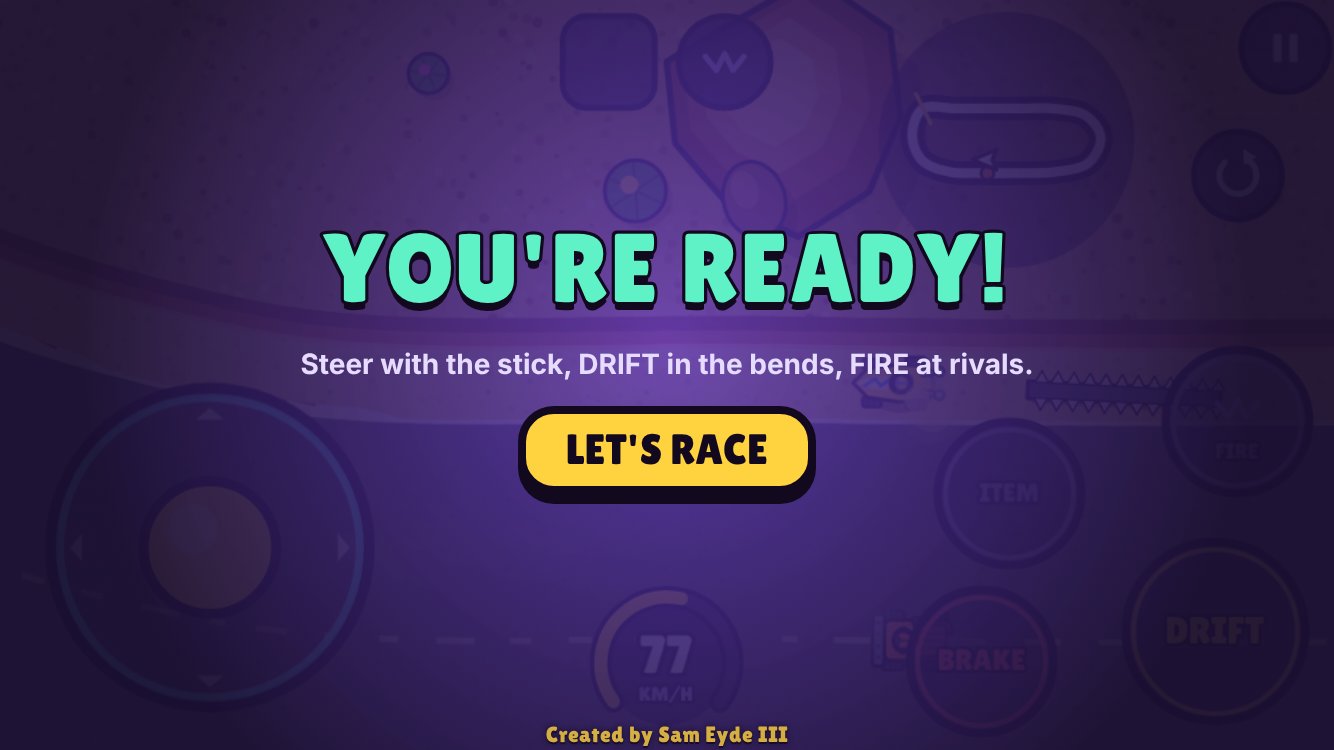 YOU'RE READY!
Steer with the stick, DRIFT in the bends, FIRE at rivals.
LET'S RACE
FIRE
ITEM
DRIFT
77
KM/H
BRAKE
Created by Sam Eyde III